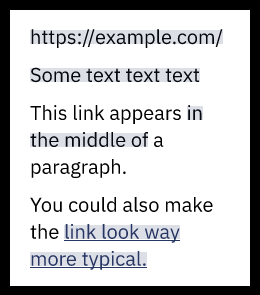 https://example.com/
Some text text text
This link appears in
the middle of a
paragraph.
You could also make
the link look way
more typical.